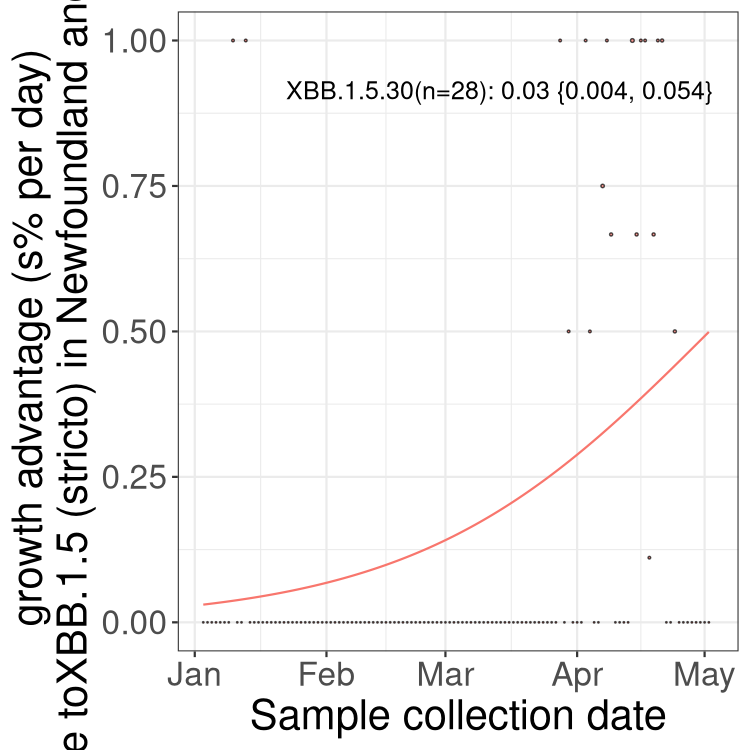 growth advantage (s% per day)
e toXBB.1.5 (stricto) in Newfoundland and
1.00
0.75
0.50
0.25
0.00
XBB.1.5.30(n=28): 0.03 {0.004, 0.054}
Jan Feb Mar Apr May
Sample collection date